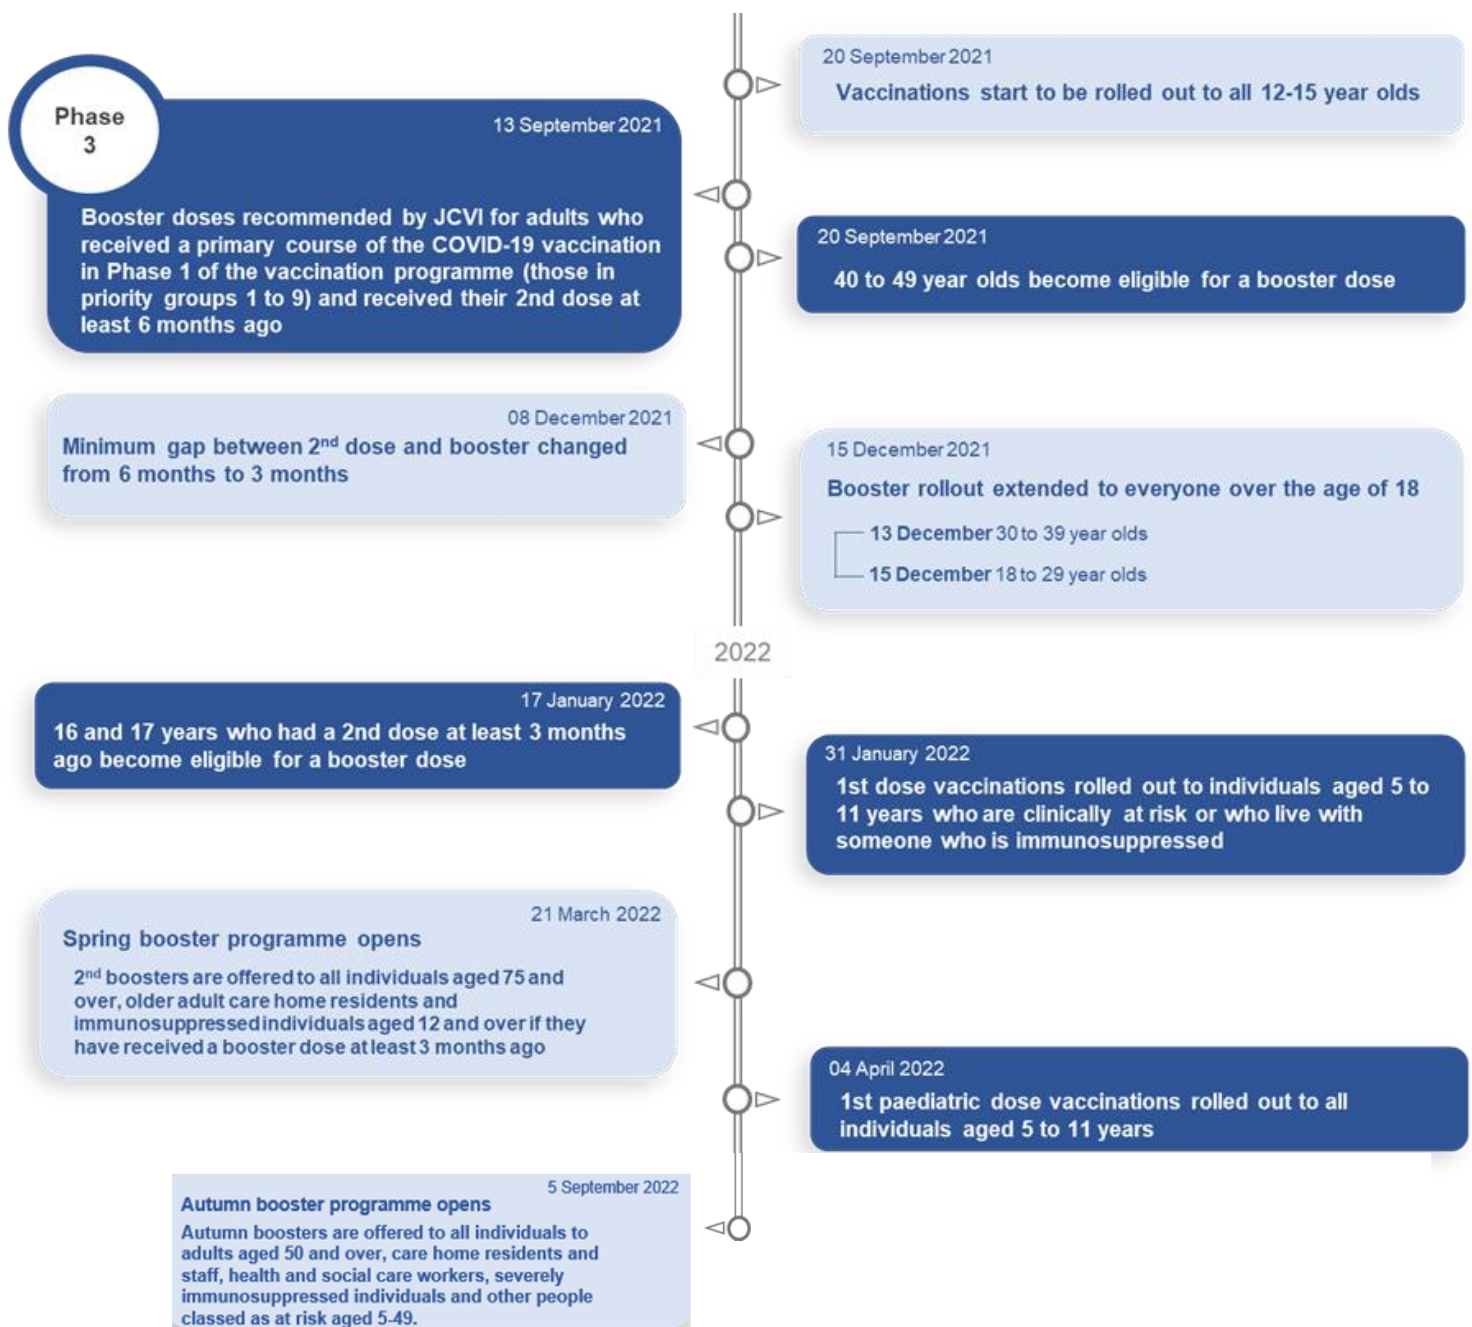 20 September 2021
Vaccinations start to be rolled out to all 12-15 year olds
Phase
3
13 September 2021
Booster doses recommended by JCVI for adults who
received a primary course of the COVID-19 vaccination
in Phase 1 of the vaccination programme (those in
priority groups 1 to 9) and received their 2nd dose at
least 6 months ago
20 September 2021
40 to 49 year olds become eligible for a booster dose
08 December 2021
Minimum gap between 2nd dose and booster changed
from 6 months to 3 months
15 December 2021
Booster rollout extended to everyone over the age of 18
13 December 30 to 39 year olds
15 December 18 to 29 year olds
2022
17 January 2022
16 and 17 years who had a 2nd dose at least 3 months
ago become eligible for a booster dose
31 January 2022
1st dose vaccinations rolled out to individuals aged 5 to
11 years who are clinically at risk or who live with
someone who is immunosuppressed
21 March 2022
Spring booster programme opens
2nd boosters are offered to all individuals aged 75 and
over, older adult care home residents and
immunosuppressed individuals aged 12 and over if they
have received a booster dose at least 3 months ago
04 April 2022
1st paediatric dose vaccinations rolled out to all
individuals aged 5 to 11 years
5 September 2022
Autumn booster programme opens
Autumn boosters are offered to all individuals to
adults aged 50 and over, care home residents and
staff, health and social care workers, severely
immunosuppressed individuals and other people
classed as at risk aged 5-49.